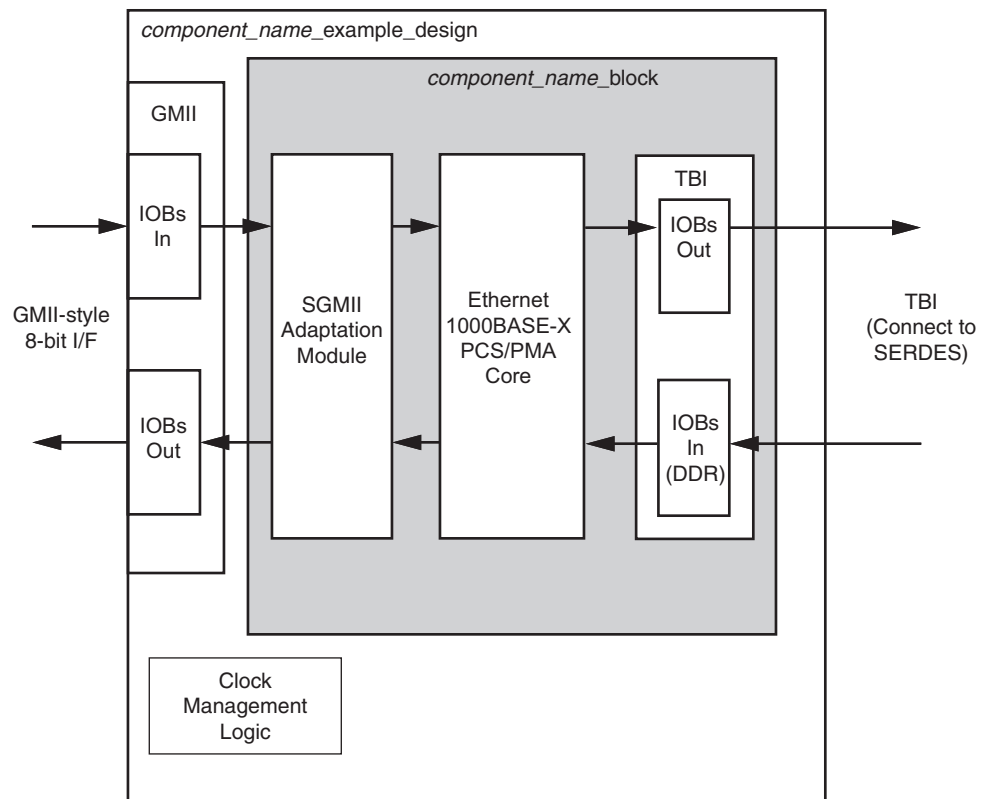 component_name_example_design
component_name_block
GMII
IOBs
In
GMII-style
8-bit I/F
IOBs
Out
SGMII
Adaptation
Module
Ethernet
1000BASE-X
PCS/PMA
Core
TBI
IOBs
Out
IOBs
In
(DDR)
TBI
(Connect to
SERDES)
Clock
Management
Logic